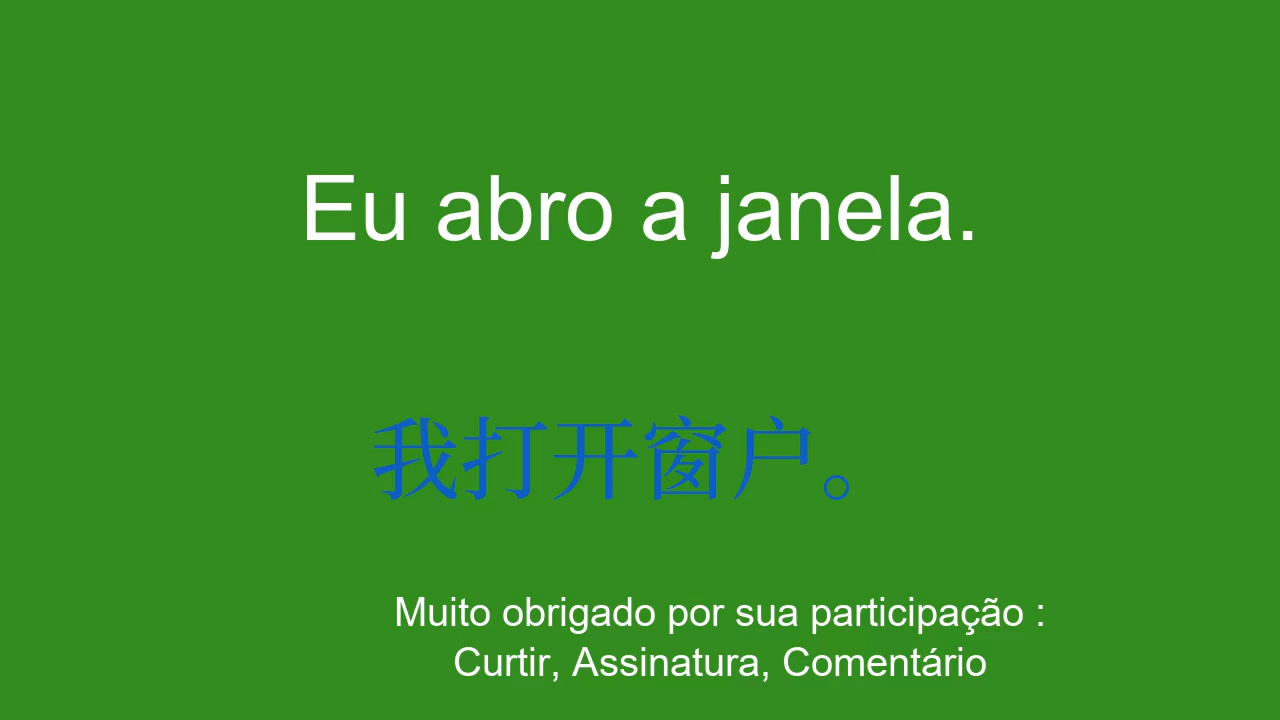 Eu abro a janela.
我打开窗户。
Muito obrigado por sua participação :
Curtir, Assinatura, Comentário